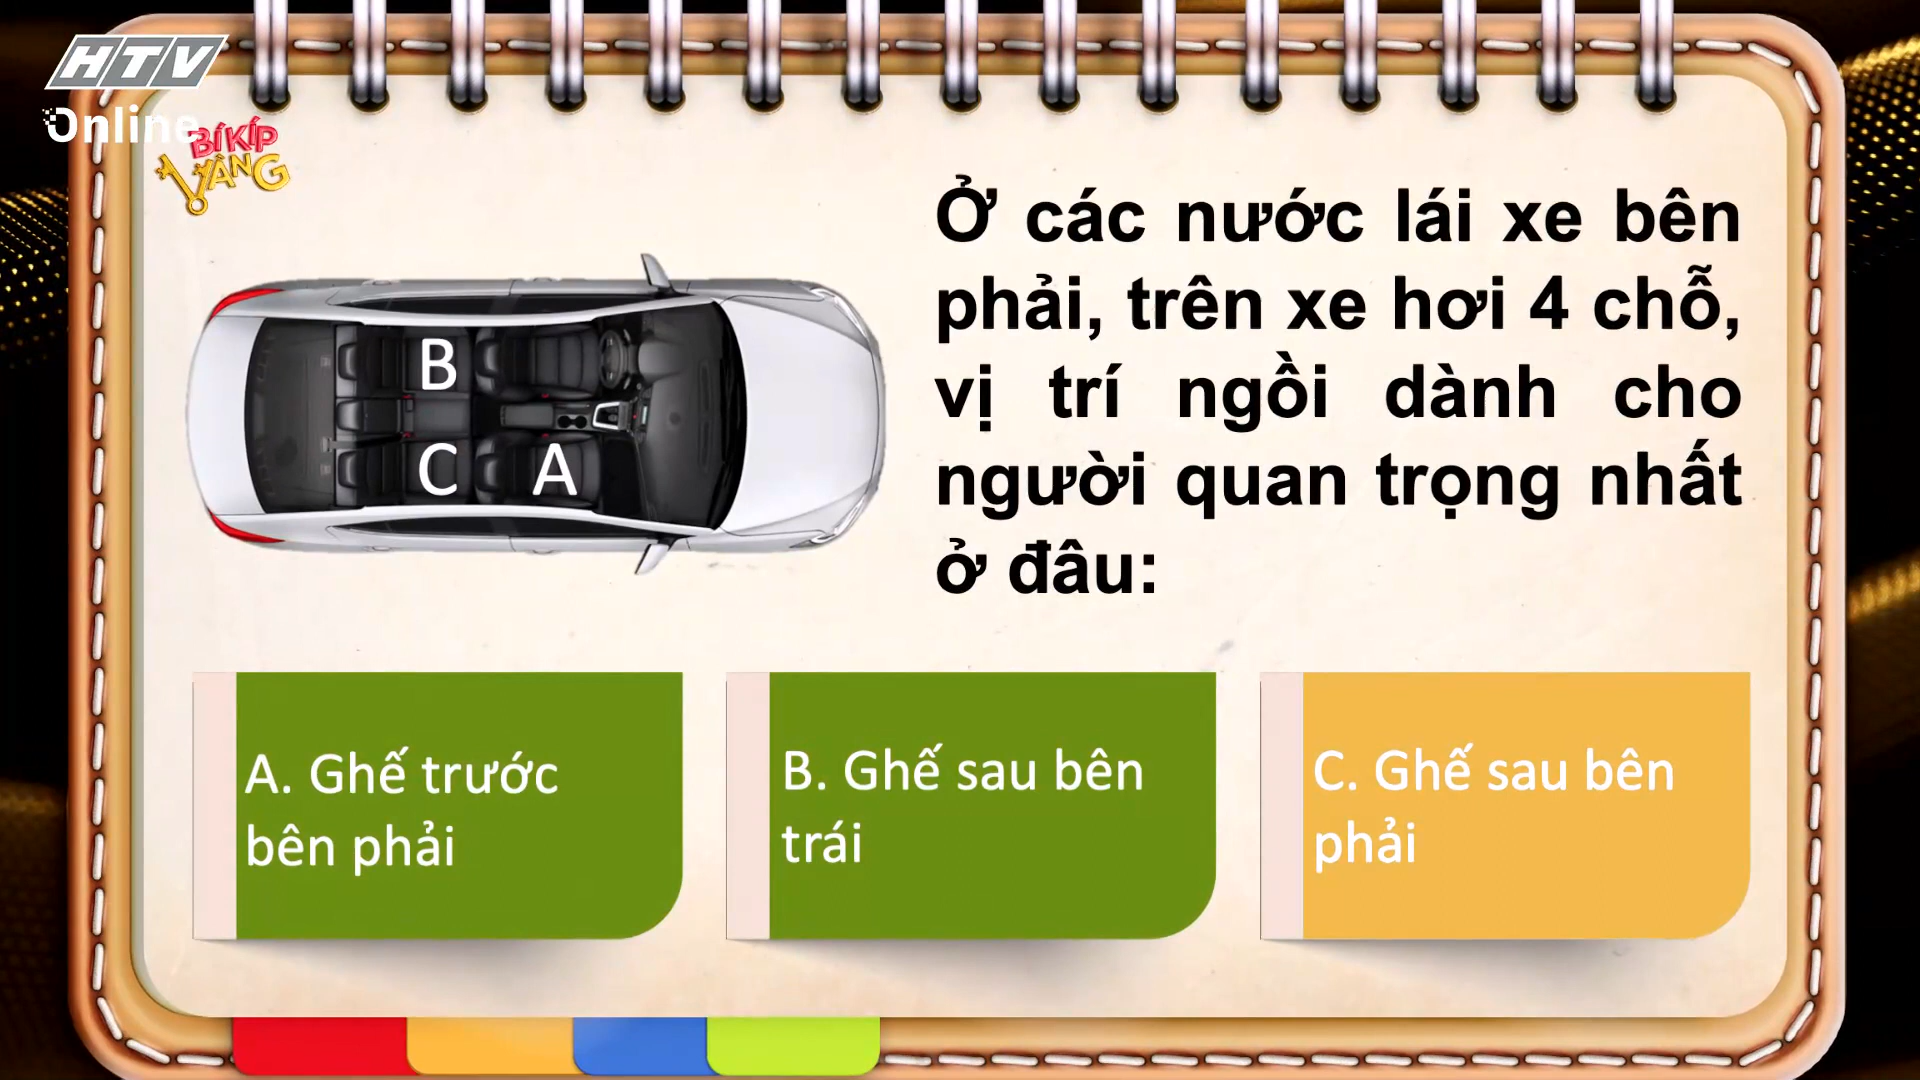 HTV
Online
BÍ KÍP
VÀNG
Ở các nước lái xe bên
phải, trên xe hơi 4 chỗ,
vị trí ngồi dành cho
người quan trọng nhất
ở đâu:
B
C
A
A. Ghế trước
bên phải
B. Ghế sau bên
trái
C. Ghế sau bên
phải